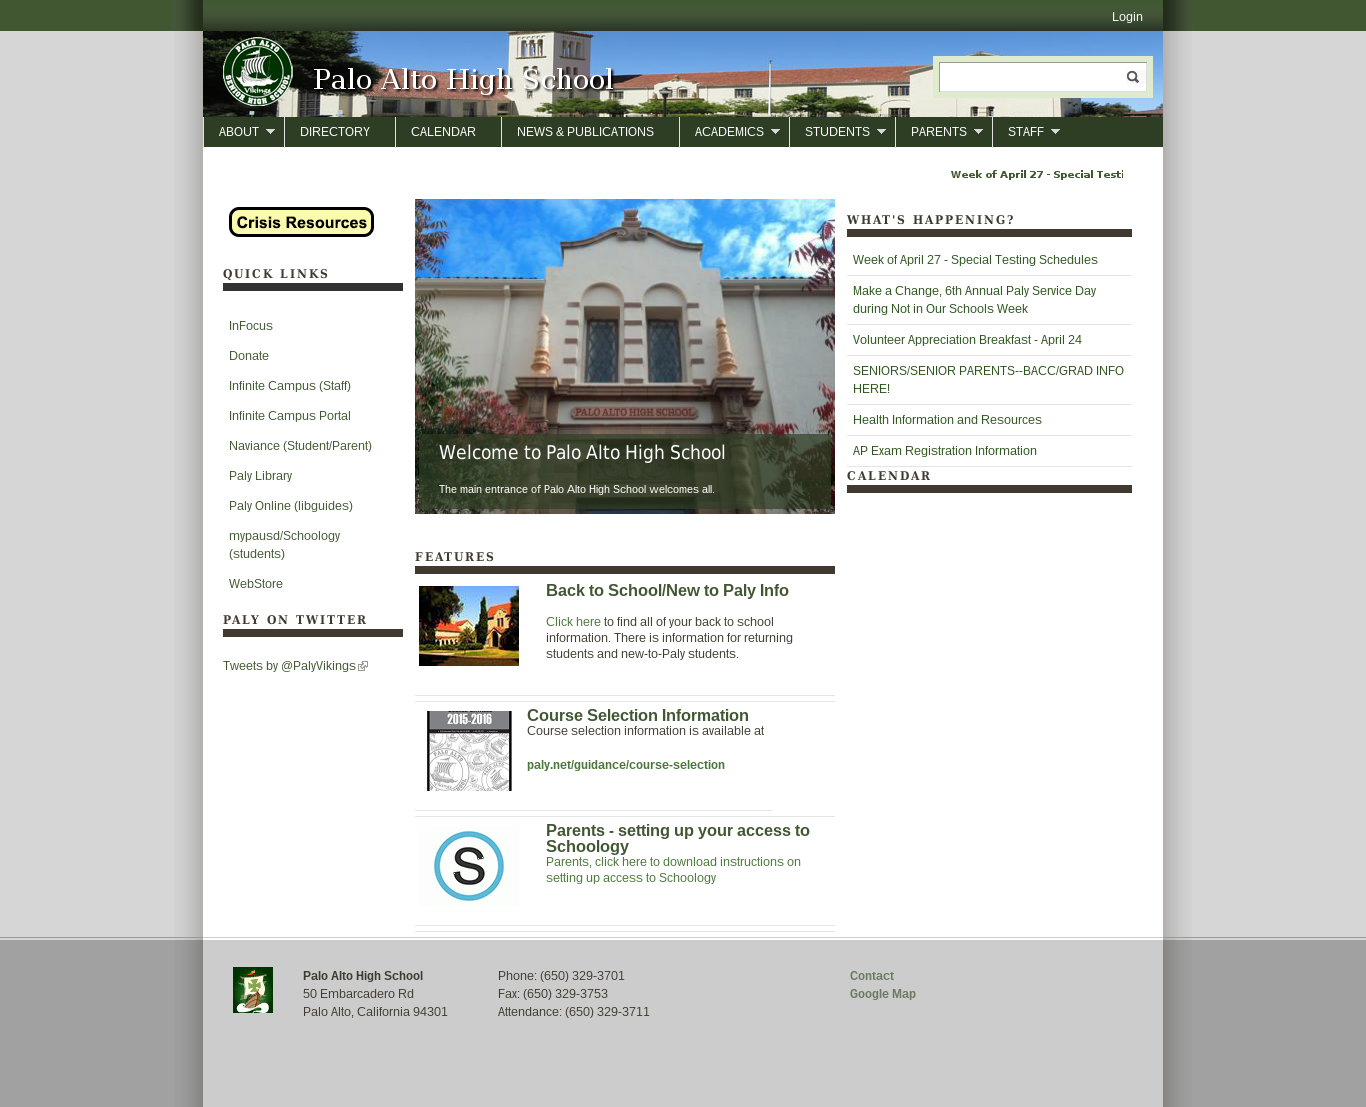 Login
PALO ALTO
Vikings
SENIOR HIGH SCHOOL
Palo Alto High School
ABOUT
DIRECTORY
CALENDAR
NEWS & PUBLICATIONS
ACADEMICS
STUDENTS
PARENTS
STAFF
Week of April 27 - Special Testi
Crisis Resources
QUICK LINKS
InFocus
Donate
Infinite Campus (Staff)
Infinite Campus Portal
Naviance (Student/Parent)
Paly Library
Paly Online (libguides)
mypausd/Schoology
(students)
WebStore
PALY ON TWITTER
Tweets by @PalyVikings
PALO ALTO HIGH SCHOOL
Welcome to Palo Alto High School
The main entrance of Palo Alto High School welcomes all.
FEATURES
Back to School/New to Paly Info
Click here to find all of your back to school
information. There is information for returning
students and new-to-Paly students.
2015-2016
Course Selection Information
Course selection information is available at
paly.net/guidance/course-selection
S
Parents - setting up your access to
Schoology
Parents, click here to download instructions on
setting up access to Schoology
WHAT'S HAPPENING?
Week of April 27 - Special Testing Schedules
Make a Change, 6th Annual Paly Service Day
during Not in Our Schools Week
Volunteer Appreciation Breakfast - April 24
SENIORS/SENIOR PARENTS--BACC/GRAD INFO
HERE!
Health Information and Resources
AP Exam Registration Information
CALENDAR
Palo Alto High School
50 Embarcadero Rd
Palo Alto, California 94301
Phone: (650) 329-3701
Fax: (650) 329-3753
Attendance: (650) 329-3711
Contact
Google Map